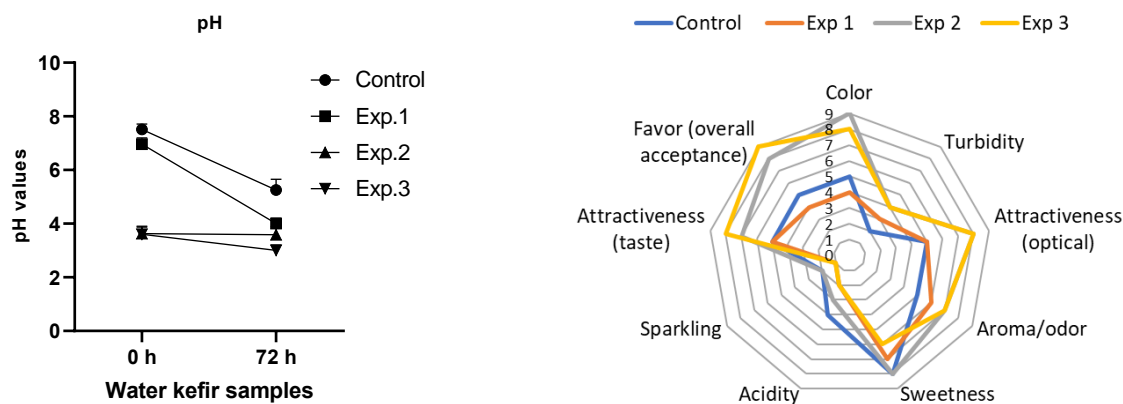 pH
10
8
6
4
2
0
pH values
0 h
72 h
Water kefir samples
Control
Exp.1
Exp.2
Exp.3
Control
Exp 1
Exp 2
Exp 3
Color
Turbidity
Attractiveness
(optical)
Aroma/odor
Sweetness
Acidity
Sparkling
Attractiveness
(taste)
Favor (overall
acceptance)
9
8
7
6
5
4
3
2
1
0